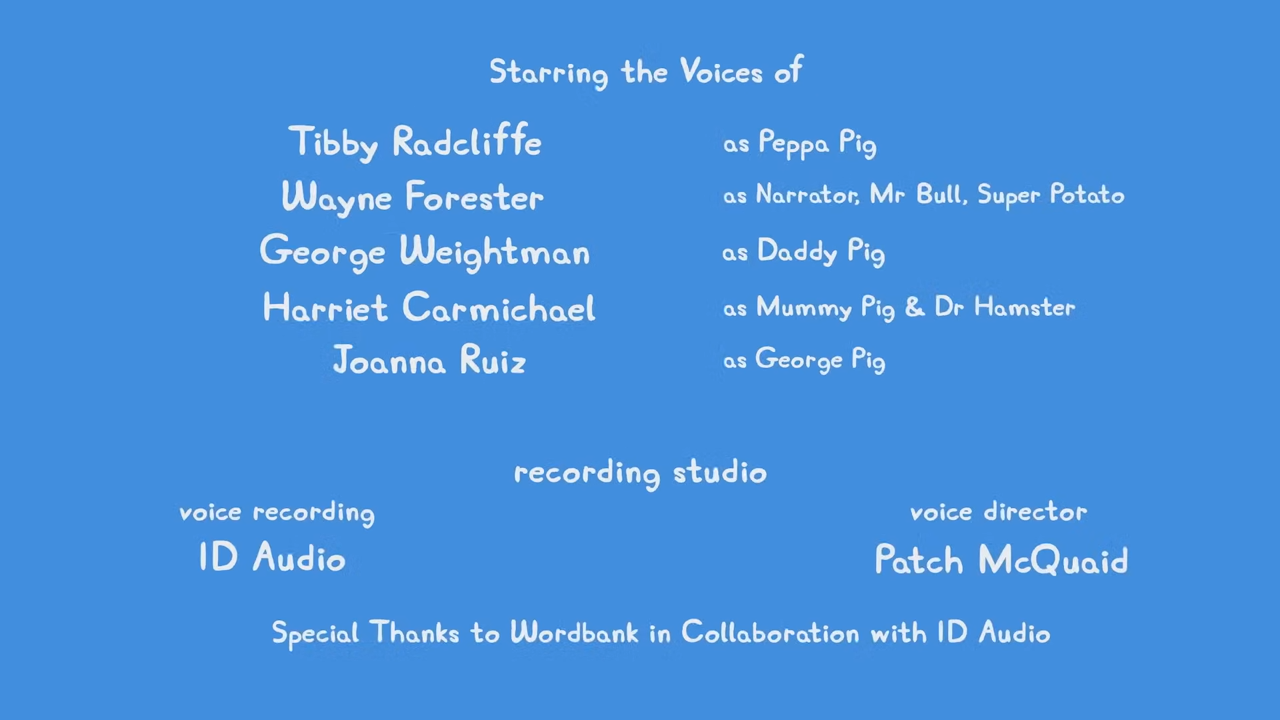 Starring the Voices of
Tibby Radcliffe as Peppa Pig
Wayne Forester as Narrator, Mr Bull, Super Potato
George Weightman as Daddy Pig
Harriet Carmichael as Mummy Pig & Dr Hamster
Joanna Ruiz as George Pig
recording studio
voice recording voice director
ID Audio Patch McQuaid
Special Thanks to Wordbank in Collaboration with ID Audio